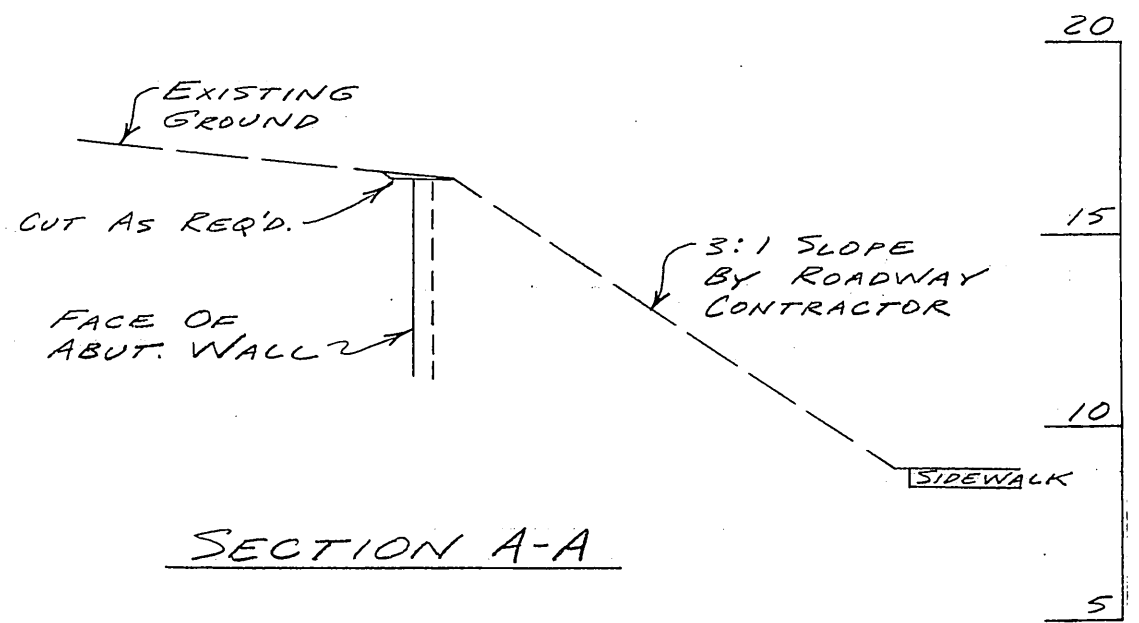 20
EXISTING
GROUND
CUT AS REQ'D.
15
3:1 SLOPE
BY ROADWAY
CONTRACTOR
FACE OF
ABUT. WALL
10
SIDEWALK
SECTION A-A
5